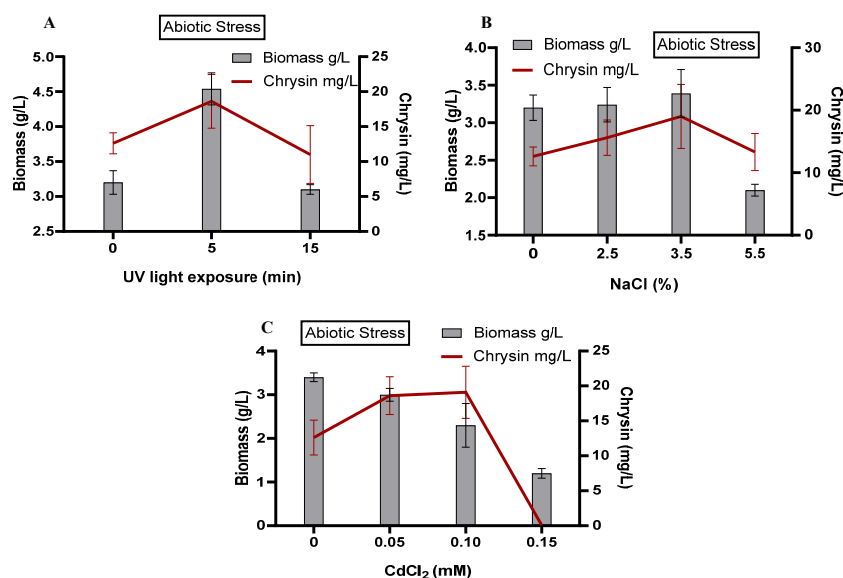 A
Abiotic Stress
Biomass g/L
Chrysin mg/L
5.0
4.5
4.0
3.5
3.0
2.5
Biomass (g/L)
25
20
15
10
5
0
Chrysin (mg/L)
0 5 15
UV light exposure (min)
B
Biomass g/L
Chrysin mg/L
Abiotic Stress
4.0
3.5
3.0
2.5
2.0
1.5
Biomass (g/L)
30
20
10
0
Chrysin (mg/L)
0 2.5 3.5 5.5
NaCl (%)
C
Abiotic Stress
Biomass g/L
Chrysin mg/L
4
3
2
1
0
Biomass (g/L)
25
20
15
10
5
0
Chrysin (mg/L)
0 0.05 0.10 0.15
CdCl₂ (mM)